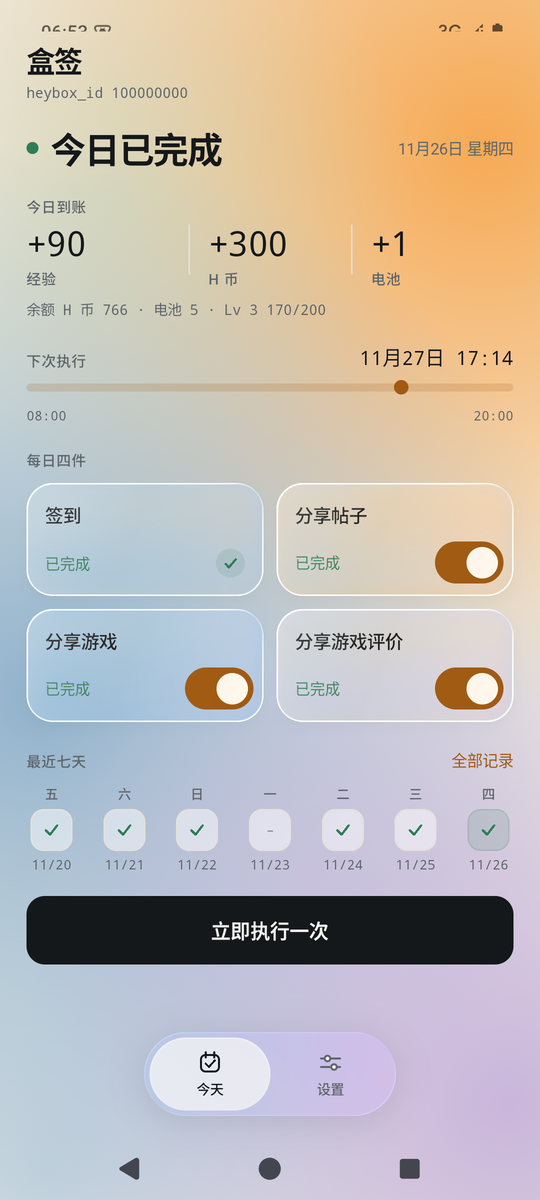 盒签
heybox_id 100000000
今日已完成
11月26日 星期四
今日到账
+90
+300
+1
经验
H 币
电池
余额 H 币 766 · 电池 5 · Lv 3 170/200
下次执行
11月27日 17:14
08:00
20:00
每日四件
签到
已完成
分享帖子
已完成
分享游戏
已完成
分享游戏评价
已完成
最近七天
全部记录
五 六 日 一 二 三 四
11/20 11/21 11/22 11/23 11/24 11/25 11/26
立即执行一次
今天
设置